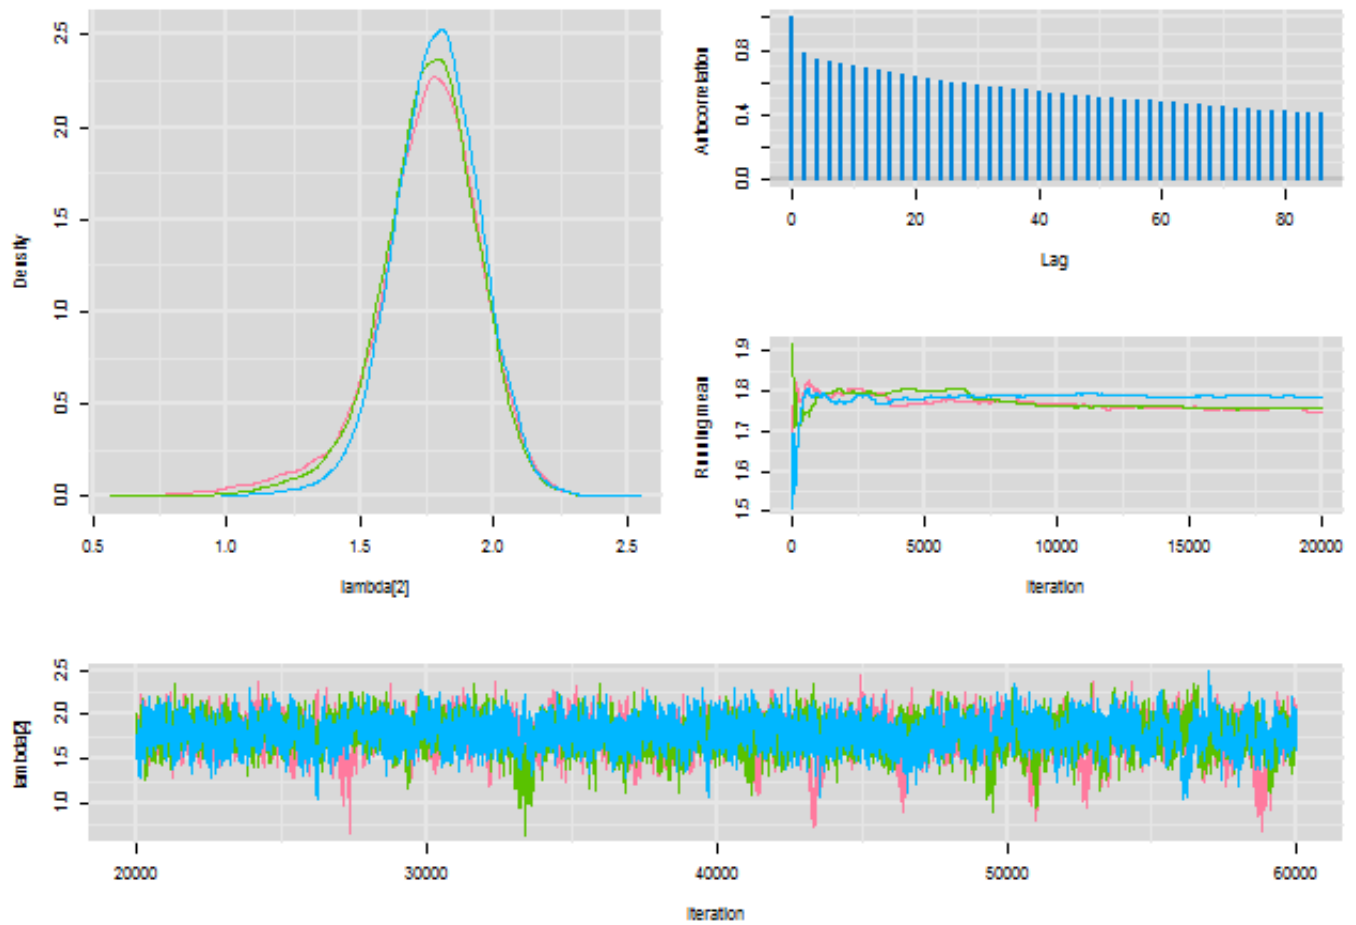 Density
0.0 0.5 1.0 1.5 2.0 2.5
0.5 1.0 1.5 2.0 2.5
lambda[2]
Autocorrelation
0.0 0.4 0.8
0 20 40 60 80
Lag
Running mean
1.5 1.6 1.7 1.8 1.9
0 5000 10000 15000 20000
Iteration
lambda[2]
1.0 1.5 2.0 2.5
20000 30000 40000 50000 60000
Iteration